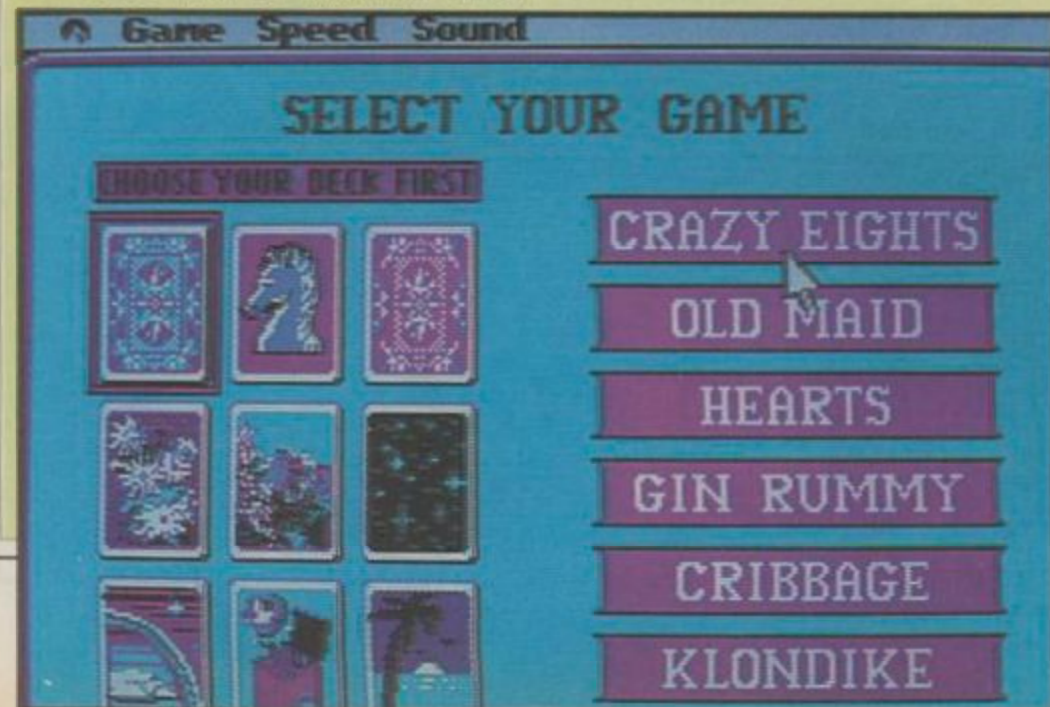 Game Speed Sound
SELECT YOUR GAME
CHOOSE YOUR DECK FIRST
CRAZY EIGHTS
OLD MAID
HEARTS
GIN RUMMY
CRIBBAGE
KLONDIKE